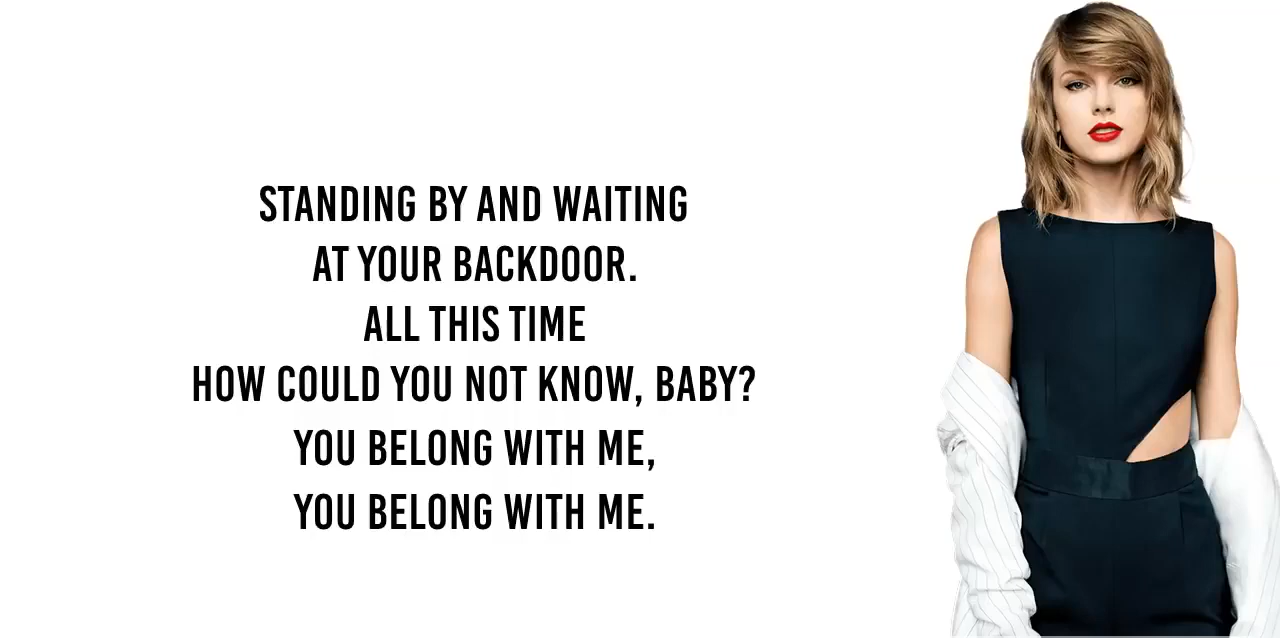 STANDING BY AND WAITING
AT YOUR BACKDOOR.
ALL THIS TIME
HOW COULD YOU NOT KNOW, BABY?
YOU BELONG WITH ME,
YOU BELONG WITH ME.